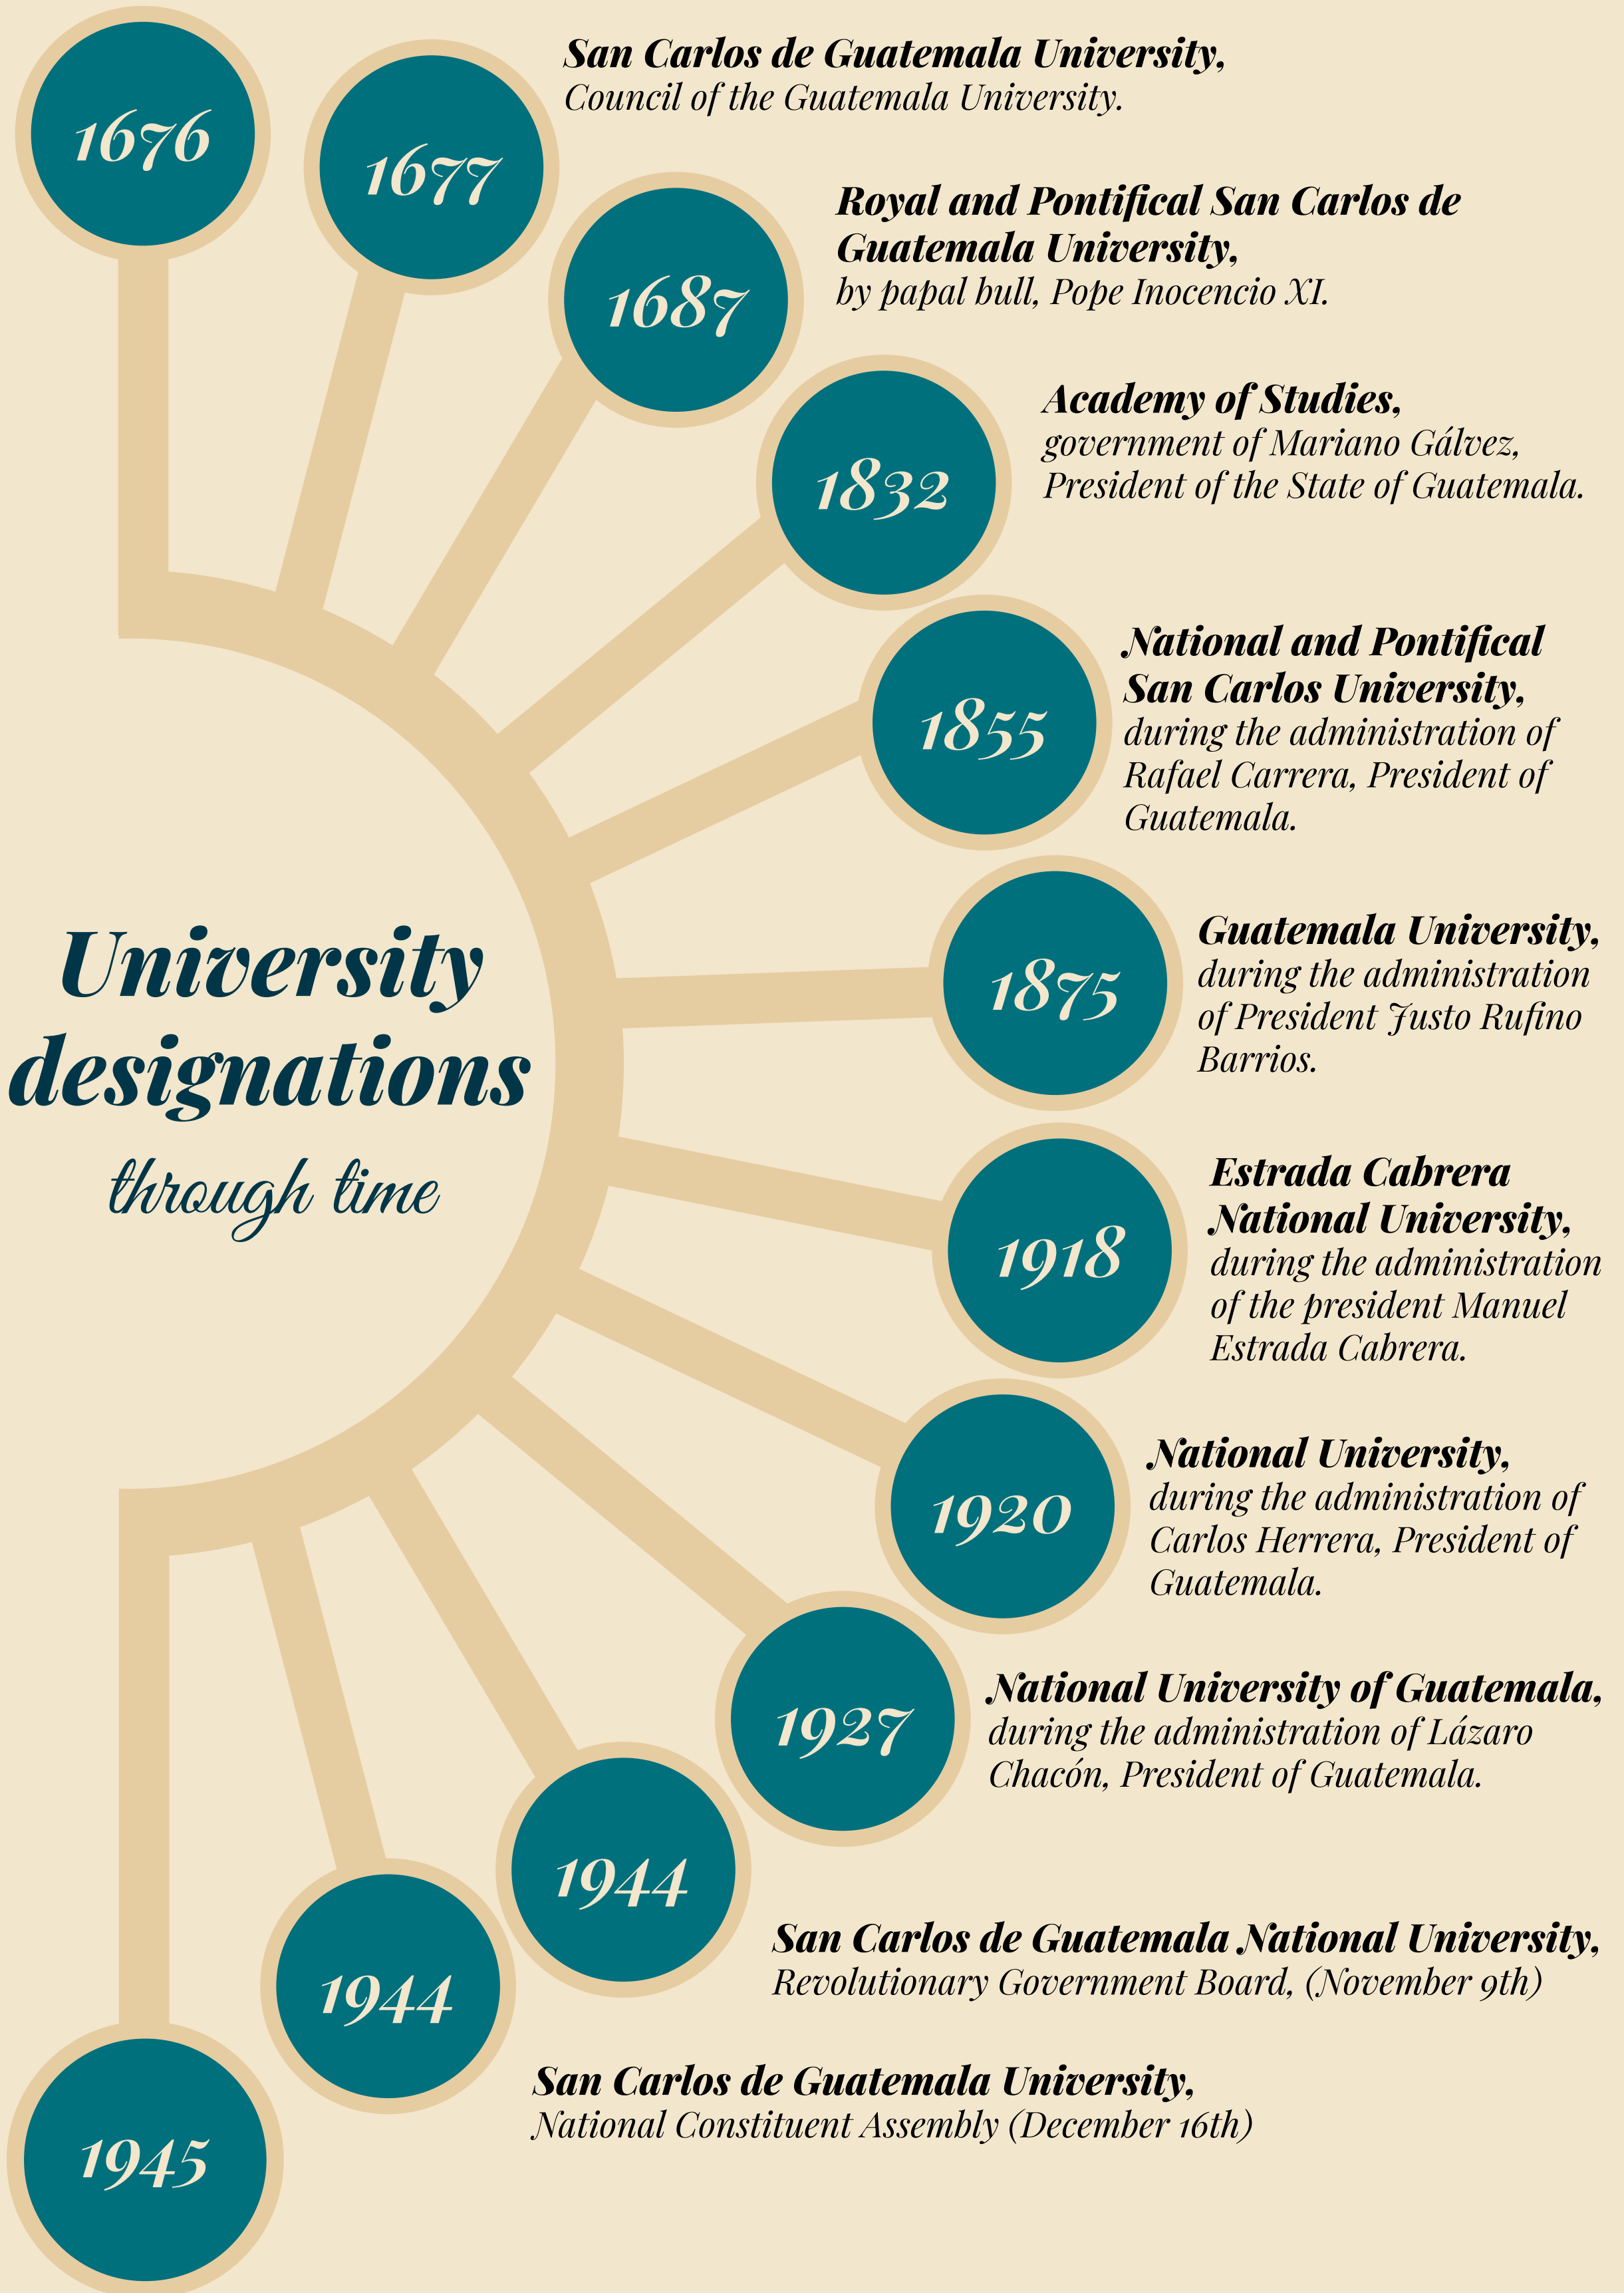 1676
1677
San Carlos de Guatemala University,
Council of the Guatemala University.
1687
Royal and Pontifical San Carlos de
Guatemala University,
by papal bull, Pope Inocencio XI.
1832
Academy of Studies,
government of Mariano Gálvez,
President of the State of Guatemala.
1855
National and Pontifical
San Carlos University,
during the administration of
Rafael Carrera, President of
Guatemala.
University
designations
through time
1875
Guatemala University,
during the administration
of President Justo Rufino
Barrios.
1918
Estrada Cabrera
National University,
during the administration
of the president Manuel
Estrada Cabrera.
1920
National University,
during the administration of
Carlos Herrera, President of
Guatemala.
1927
National University of Guatemala,
during the administration of Lázaro
Chacón, President of Guatemala.
1944
San Carlos de Guatemala National University,
Revolutionary Government Board, (November 9th)
1944
San Carlos de Guatemala University,
National Constituent Assembly (December 16th)
1945